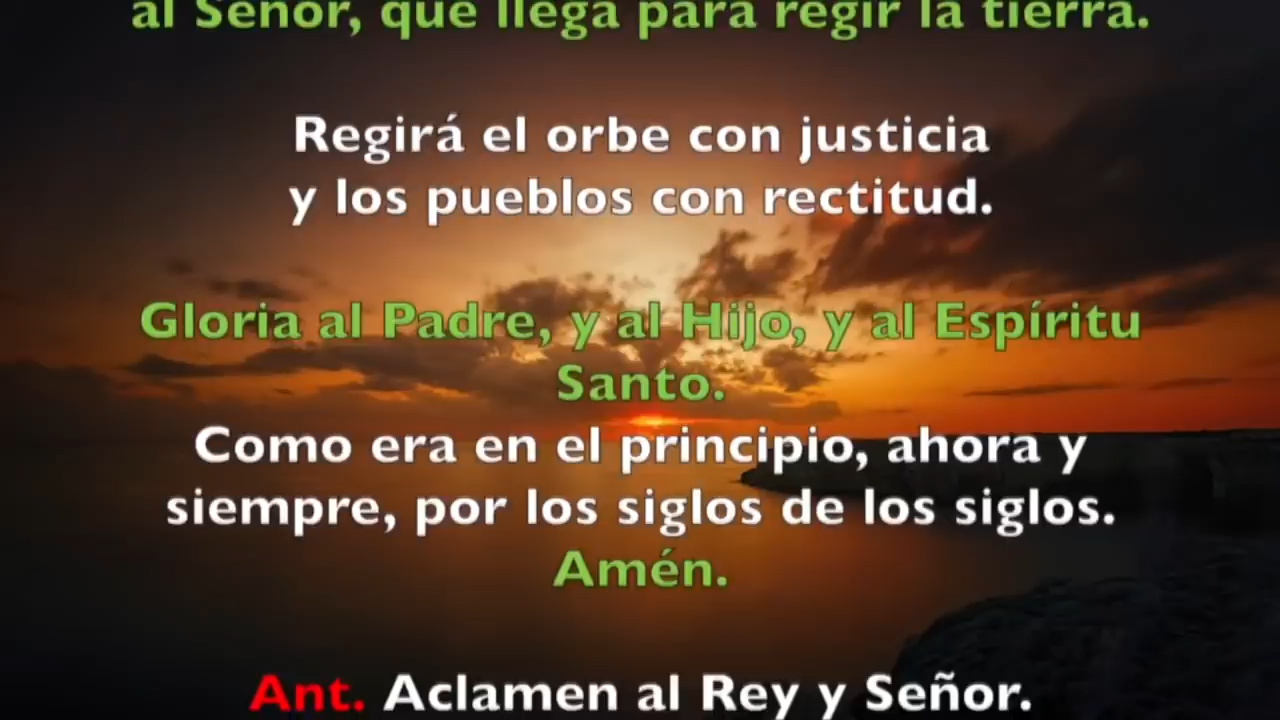 al Señor, que llega para regir la tierra.
Regirá el orbe con justicia
y los pueblos con rectitud.
Gloria al Padre, y al Hijo, y al Espíritu
Santo.
Como era en el principio, ahora y
siempre, por los siglos de los siglos.
Amén.
Ant. Aclamen al Rey y Señor.